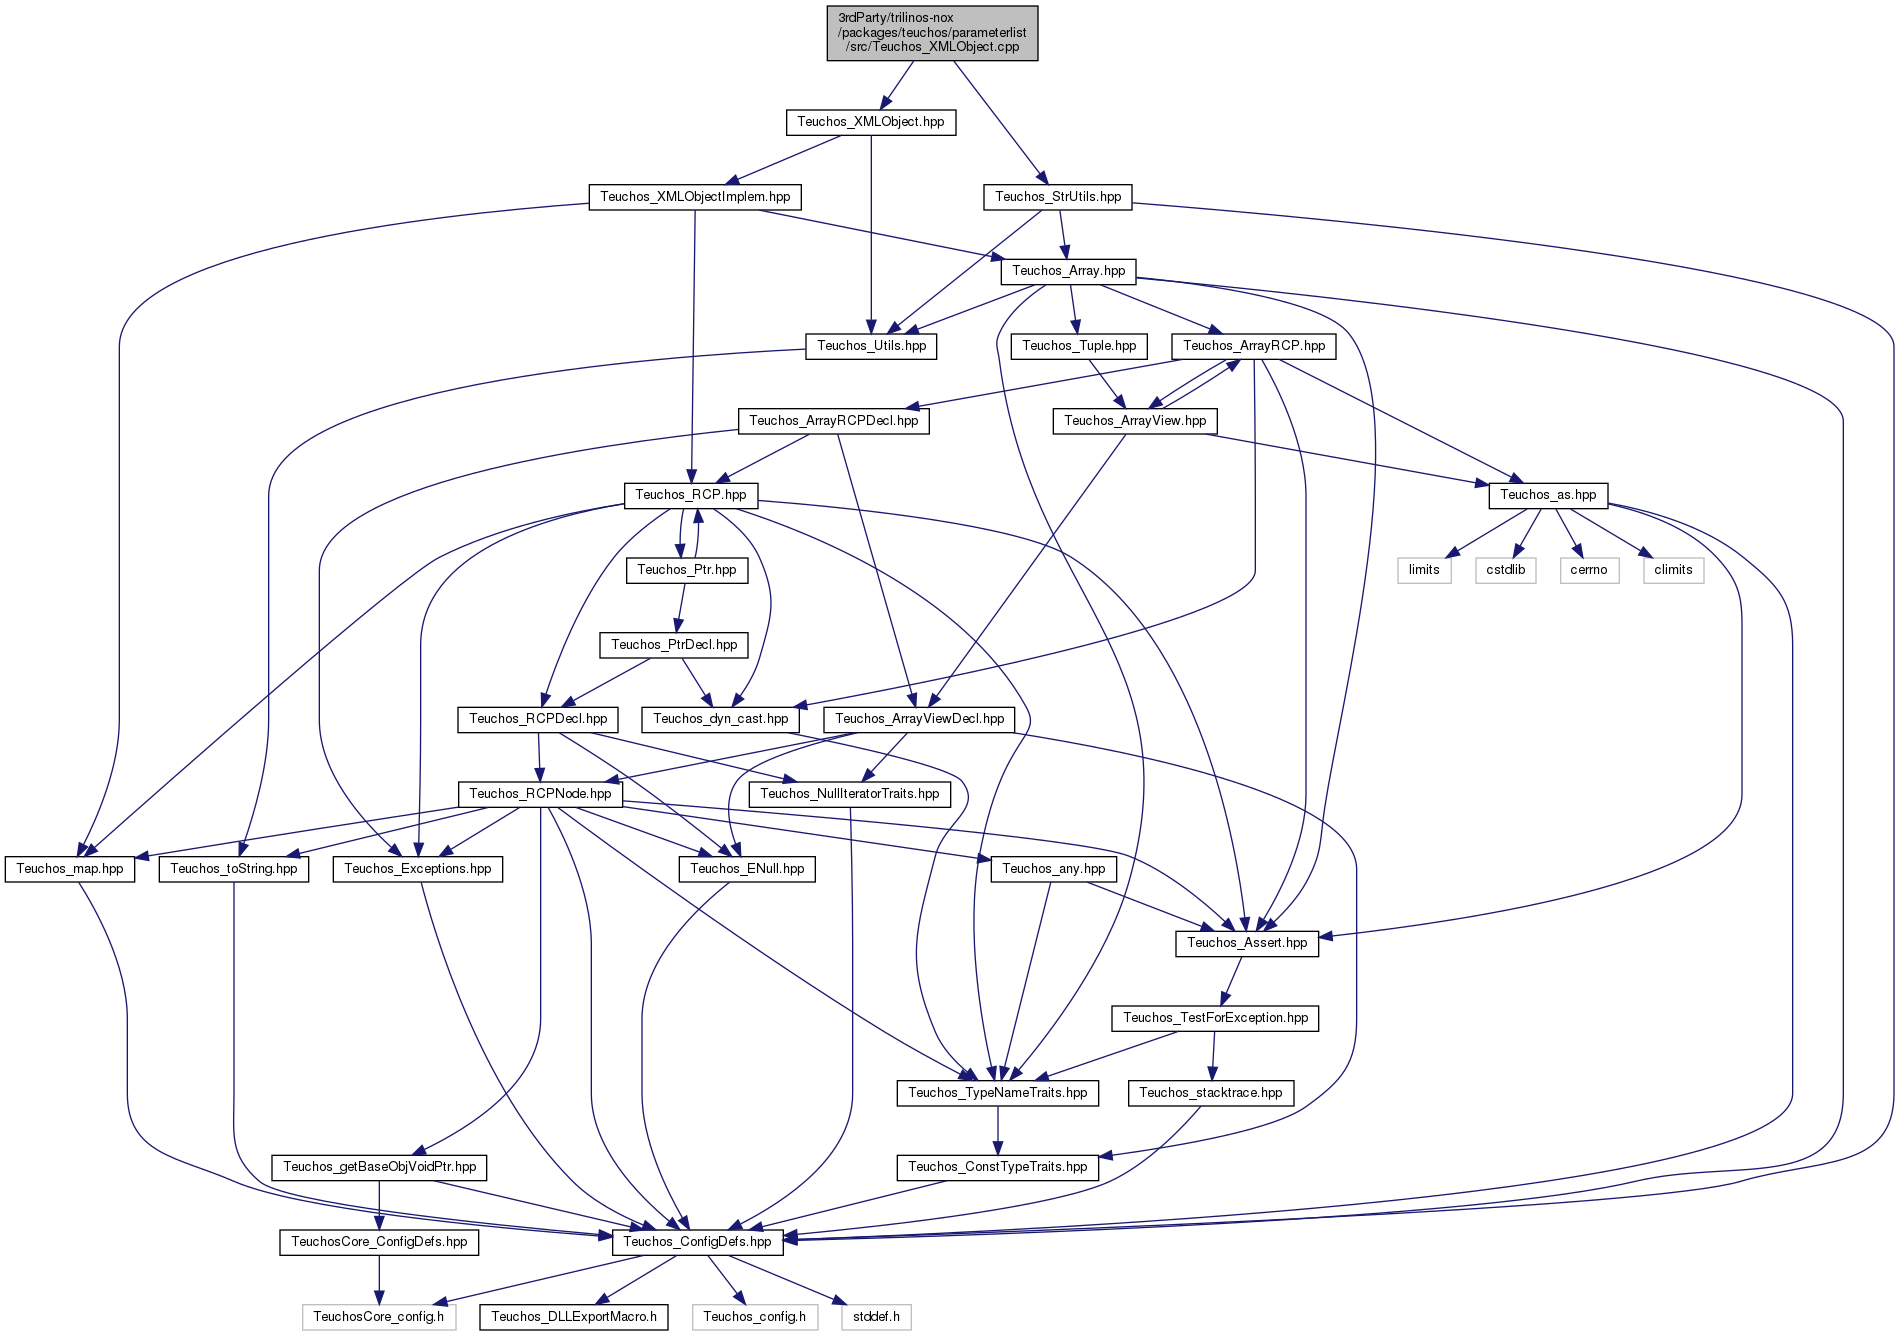 3rdParty/trilinos-nox
/packages/teuchos/parameterlist
/src/Teuchos_XMLObject.cpp
Teuchos_XMLObject.hpp
Teuchos_XMLObjectImplem.hpp
Teuchos_StrUtils.hpp
Teuchos_Array.hpp
Teuchos_Utils.hpp
Teuchos_Tuple.hpp
Teuchos_ArrayRCP.hpp
Teuchos_ArrayRCPDecl.hpp
Teuchos_ArrayView.hpp
Teuchos_RCP.hpp
Teuchos_as.hpp
Teuchos_Ptr.hpp
limits
cstdlib
cerrno
climits
Teuchos_PtrDecl.hpp
Teuchos_RCPDecl.hpp
Teuchos_dyn_cast.hpp
Teuchos_ArrayViewDecl.hpp
Teuchos_RCPNode.hpp
Teuchos_NullIteratorTraits.hpp
Teuchos_map.hpp
Teuchos_toString.hpp
Teuchos_Exceptions.hpp
Teuchos_ENull.hpp
Teuchos_any.hpp
Teuchos_Assert.hpp
Teuchos_TestForException.hpp
Teuchos_TypeNameTraits.hpp
Teuchos_stacktrace.hpp
Teuchos_getBaseObjVoidPtr.hpp
Teuchos_ConstTypeTraits.hpp
TeuchosCore_ConfigDefs.hpp
Teuchos_ConfigDefs.hpp
TeuchosCore_config.h
Teuchos_DLLExportMacro.h
Teuchos_config.h
stddef.h